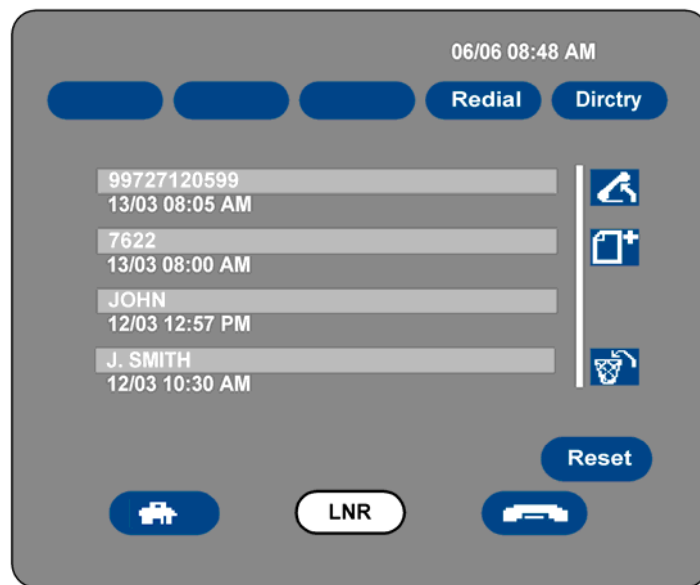 06/06 08:48 AM
Redial Dirctry
99727120599
13/03 08:05 AM
7622
13/03 08:00 AM
JOHN
12/03 12:57 PM
J. SMITH
12/03 10:30 AM
Reset
LNR